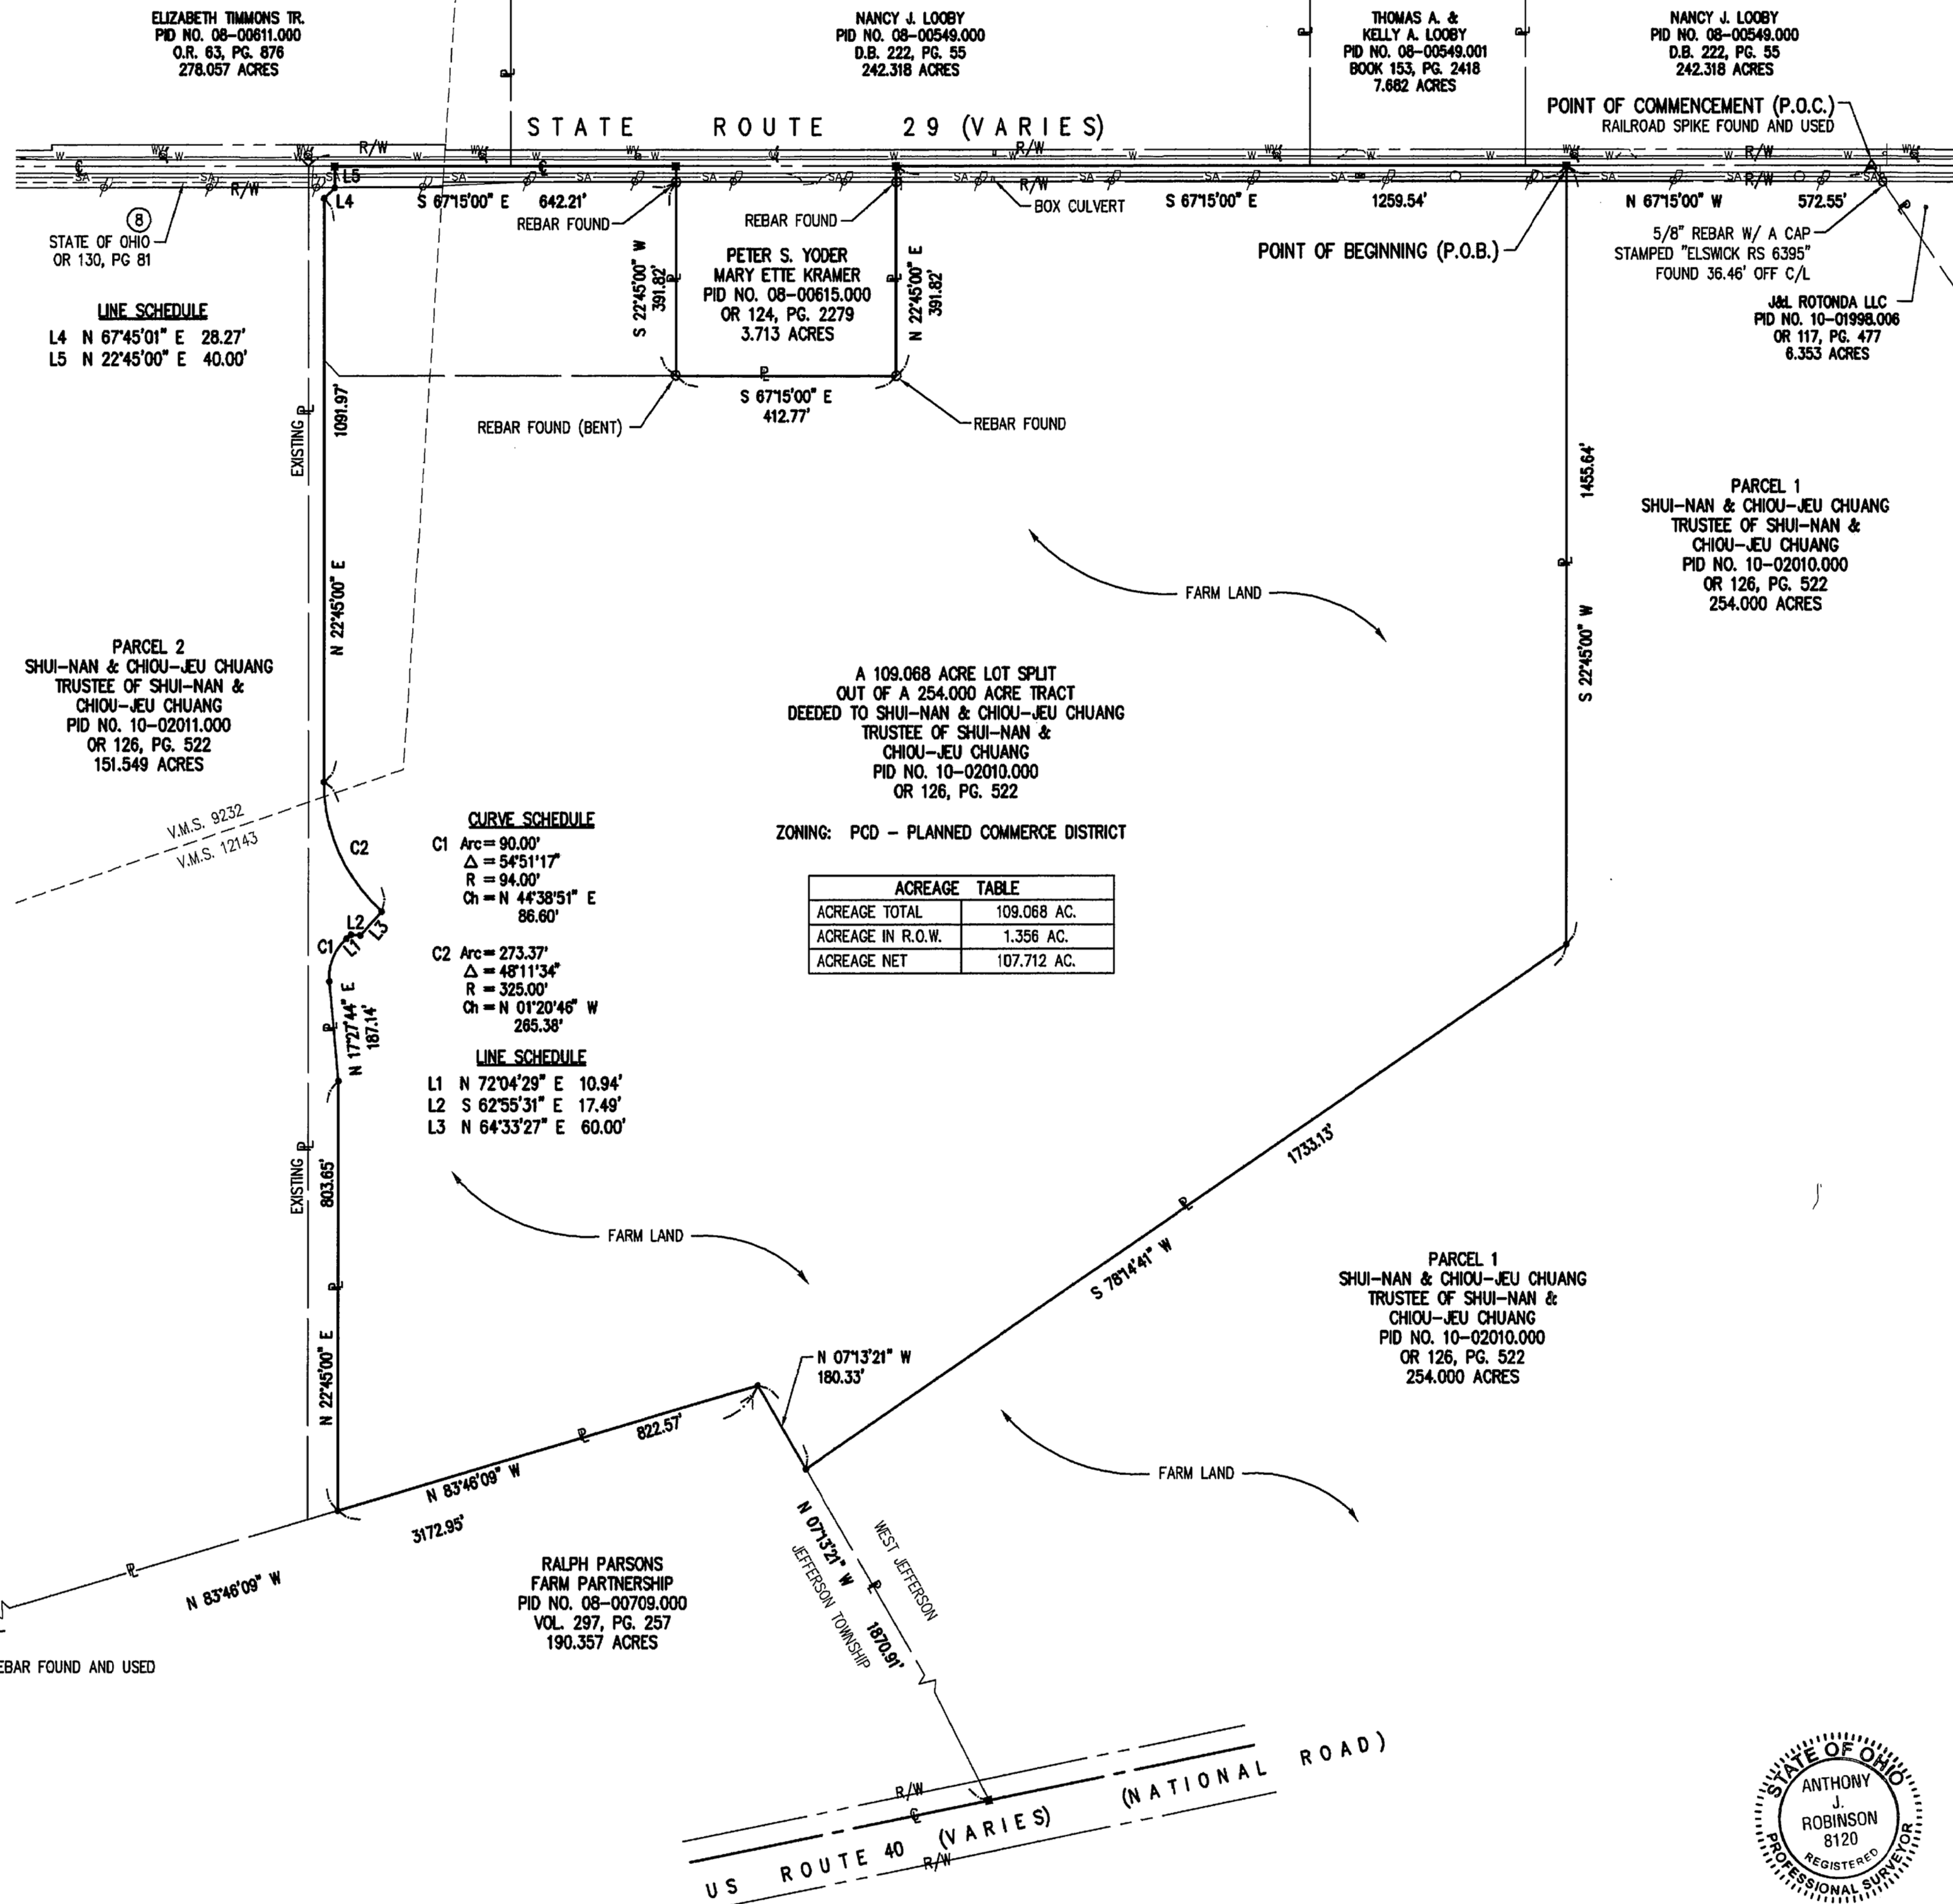 ELIZABETH TIMMONS TR.
PID NO. 08-00611.000
O.R. 63, PG. 876
278.057 ACRES
NANCY J. LOOBY
PID NO. 08-00549.000
D.B. 222, PG. 55
242.318 ACRES
THOMAS A. &
KELLY A. LOOBY
PID NO. 08-00549.001
BOOK 153, PG. 2418
7.682 ACRES
NANCY J. LOOBY
PID NO. 08-00549.000
D.B. 222, PG. 55
242.318 ACRES
POINT OF COMMENCEMENT (P.O.C.)
RAILROAD SPIKE FOUND AND USED
STATE ROUTE 29 (VARIES)
R/W
R/W
R/W
R/W
R/W
R/W
L5
L4
S 67°15'00" E 642.21'
REBAR FOUND
REBAR FOUND
BOX CULVERT
S 67°15'00" E 1259.54'
N 67°15'00" W 572.55'
8
STATE OF OHIO
OR 130, PG 81
POINT OF BEGINNING (P.O.B.)
5/8" REBAR W/ A CAP
STAMPED "ELSWICK RS 6395"
FOUND 36.46' OFF C/L
J&L ROTONDA LLC
PID NO. 10-01998.006
OR 117, PG. 477
6.353 ACRES
S 22°45'00" W
391.82'
PETER S. YODER
MARY ETTE KRAMER
PID NO. 08-00615.000
OR 124, PG. 2279
3.713 ACRES
N 22°45'00" E
391.82'
LINE SCHEDULE
L4 N 67°45'01" E 28.27'
L5 N 22°45'00" E 40.00'
S 67°15'00" E
412.77'
REBAR FOUND (BENT)
REBAR FOUND
EXISTING
1091.97'
N 22°45'00" E
1455.64'
S 22°45'00" W
PARCEL 1
SHUI-NAN & CHIOU-JEU CHUANG
TRUSTEE OF SHUI-NAN &
CHIOU-JEU CHUANG
PID NO. 10-02010.000
OR 126, PG. 522
254.000 ACRES
FARM LAND
PARCEL 2
SHUI-NAN & CHIOU-JEU CHUANG
TRUSTEE OF SHUI-NAN &
CHIOU-JEU CHUANG
PID NO. 10-02011.000
OR 126, PG. 522
151.549 ACRES
A 109.068 ACRE LOT SPLIT
OUT OF A 254.000 ACRE TRACT
DEEDED TO SHUI-NAN & CHIOU-JEU CHUANG
TRUSTEE OF SHUI-NAN &
CHIOU-JEU CHUANG
PID NO. 10-02010.000
OR 126, PG. 522
ZONING: PCD - PLANNED COMMERCE DISTRICT
V.M.S. 9232
V.M.S. 12143
C2
L2
L3
C1
L1
N 17°27'44" E
187.14'
CURVE SCHEDULE
C1 Arc = 90.00'
Δ = 54°51'17"
R = 94.00'
Ch = N 44°38'51" E
86.60'
C2 Arc = 273.37'
Δ = 48°11'34"
R = 325.00'
Ch = N 01°20'46" W
265.38'
LINE SCHEDULE
L1 N 72°04'29" E 10.94'
L2 S 62°55'31" E 17.49'
L3 N 64°33'27" E 60.00'
ACREAGE TABLE
ACREAGE TOTAL 109.068 AC.
ACREAGE IN R.O.W. 1.356 AC.
ACREAGE NET 107.712 AC.
EXISTING
803.65'
N 22°45'00" E
FARM LAND
1733.13'
S 78°14'41" W
PARCEL 1
SHUI-NAN & CHIOU-JEU CHUANG
TRUSTEE OF SHUI-NAN &
CHIOU-JEU CHUANG
PID NO. 10-02010.000
OR 126, PG. 522
254.000 ACRES
N 07°13'21" W
180.33'
822.57'
N 83°46'09" W
3172.95'
FARM LAND
N 83°46'09" W
RALPH PARSONS
FARM PARTNERSHIP
PID NO. 08-00709.000
VOL. 297, PG. 257
190.357 ACRES
N 07°13'21" W 1870.91'
WEST JEFFERSON
JEFFERSON TOWNSHIP
EBAR FOUND AND USED
R/W
US ROUTE 40 (VARIES) (NATIONAL ROAD)
R/W
STATE OF OHIO
ANTHONY
J.
ROBINSON
8120
REGISTERED
PROFESSIONAL SURVEYOR